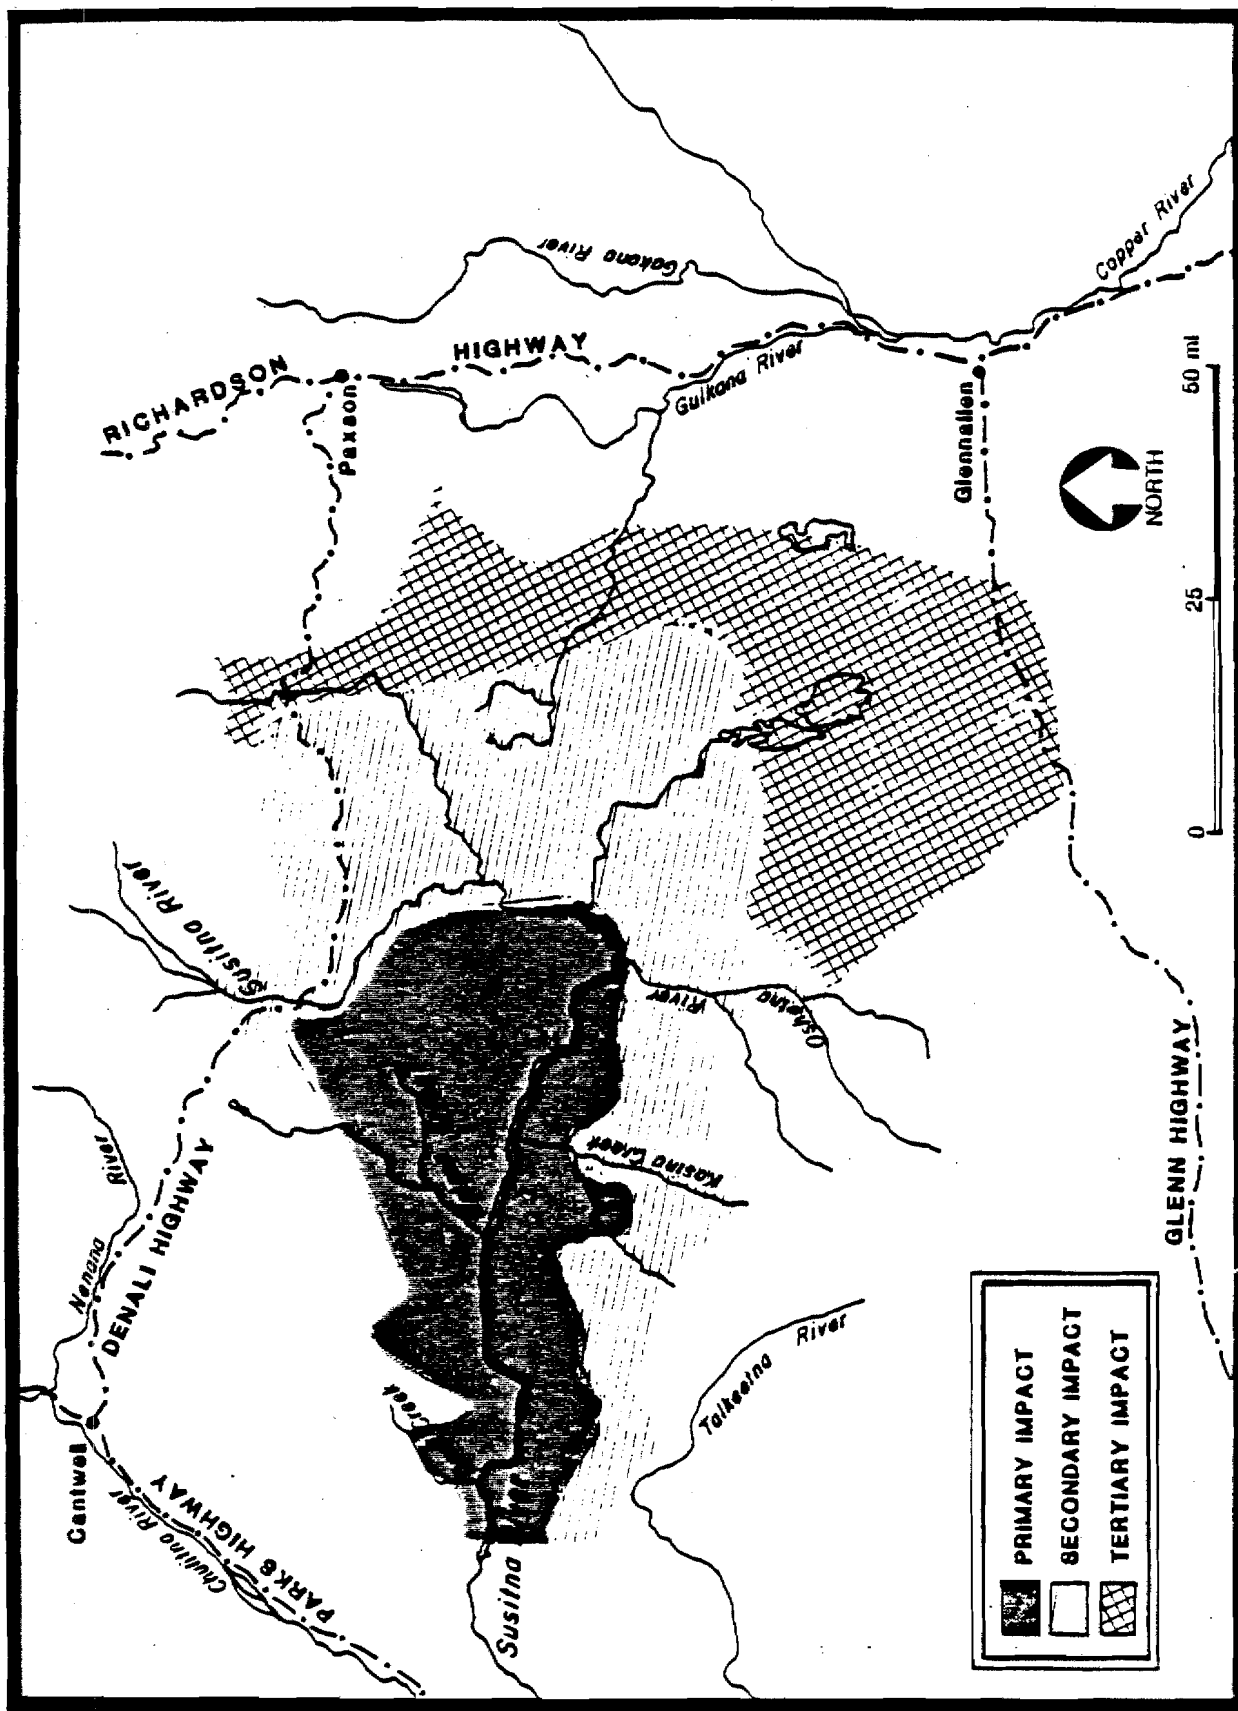 Cantwell
Chulitna River
PARKS HIGHWAY
Nenana
River
DENALI HIGHWAY
Susitna River
RICHARDSON
HIGHWAY
Paxson
Gakona River
Gulkana River
Copper River
Glennallen
Creek
Susitna
River
Kosina Creek
Oshetna
River
Talkeetna
River
GLENN HIGHWAY
PRIMARY IMPACT
SECONDARY IMPACT
TERTIARY IMPACT
0 25 50 mi
NORTH